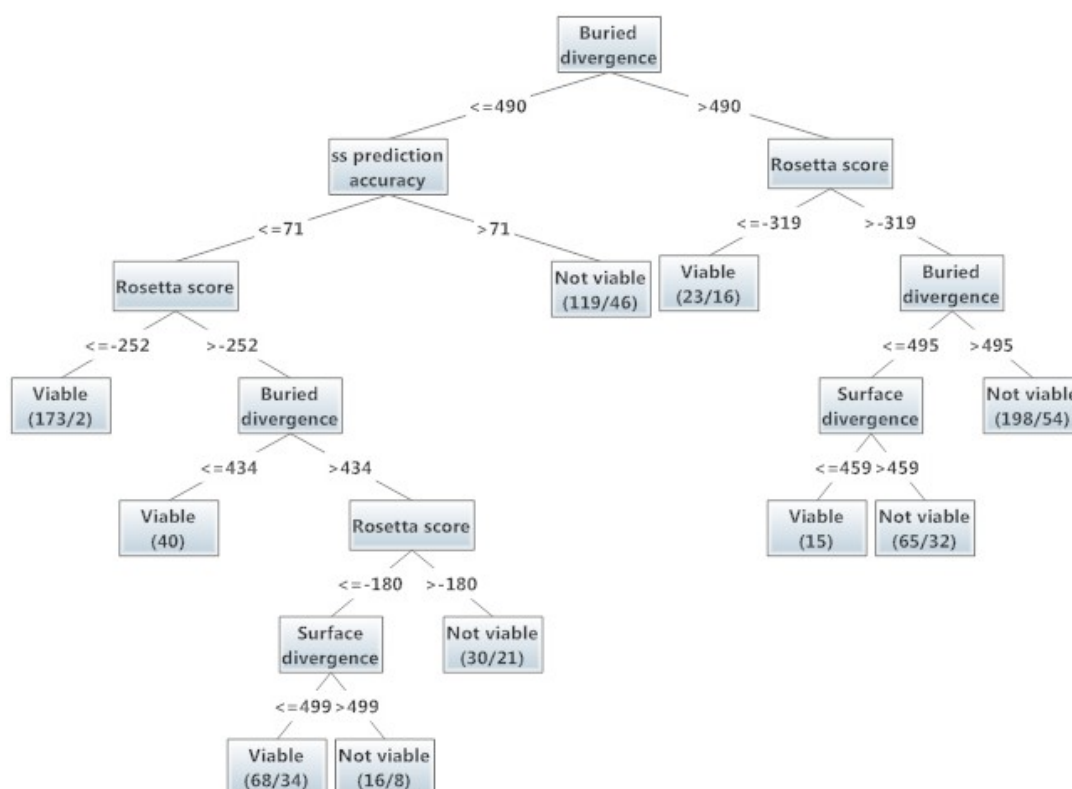 Buried
divergence
<=490
>490
ss prediction
accuracy
Rosetta score
<=71
>71
<=-319
>-319
Rosetta score
Not viable
(119/46)
Viable
(23/16)
Buried
divergence
<=-252
>-252
<=495
>495
Viable
(173/2)
Buried
divergence
Surface
divergence
Not viable
(198/54)
<=434
>434
<=459
>459
Viable
(40)
Rosetta score
Viable
(15)
Not viable
(65/32)
<=-180
>-180
Surface
divergence
Not viable
(30/21)
<=499
>499
Viable
(68/34)
Not viable
(16/8)